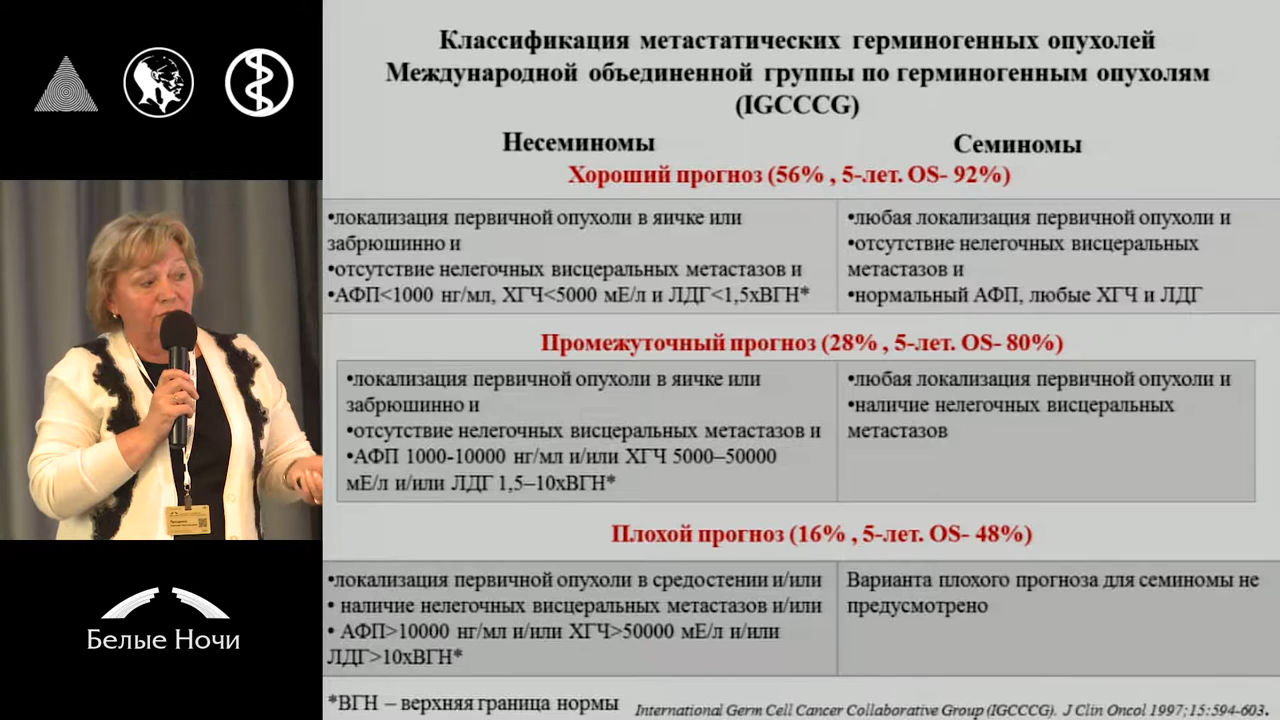 Классификация метастатических герминогенных опухолей
Международной объединенной группы по герминогенным опухолям
(IGCCCG)
Несеминомы
Семиномы
Хороший прогноз (56% , 5-лет. OS- 92%)
•локализация первичной опухоли в яичке или
забрюшинно и
•отсутствие нелегочных висцеральных метастазов и
•АФП<1000 нг/мл, ХГЧ<5000 мЕ/л и ЛДГ<1,5хВГН*
•любая локализация первичной опухоли и
•отсутствие нелегочных висцеральных
метастазов и
•нормальный АФП, любые ХГЧ и ЛДГ
Промежуточный прогноз (28% , 5-лет. OS- 80%)
•локализация первичной опухоли в яичке или
забрюшинно и
•отсутствие нелегочных висцеральных метастазов и
•АФП 1000-10000 нг/мл и/или ХГЧ 5000–50000
мЕ/л и/или ЛДГ 1,5–10хВГН*
•любая локализация первичной опухоли и
•наличие нелегочных висцеральных
метастазов
Плохой прогноз (16% , 5-лет. OS- 48%)
•локализация первичной опухоли в средостении и/или
• наличие нелегочных висцеральных метастазов и/или
• АФП>10000 нг/мл и/или ХГЧ>50000 мЕ/л и/или
ЛДГ>10хВГН*
Варианта плохого прогноза для семиномы не
предусмотрено
*ВГН – верхняя граница нормы
International Germ Cell Cancer Collaborative Group (IGCCCG). J Clin Oncol 1997;15:594-603.
Белые Ночи